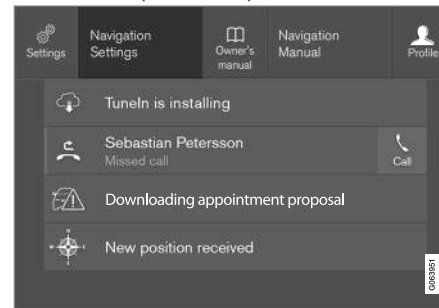 Settings
Navigation
Settings
Owner's
manual
Navigation
Manual
Profile
TuneIn is installing
Sebastian Petersson
Missed call
Call
Downloading appointment proposal
New position received
G063951